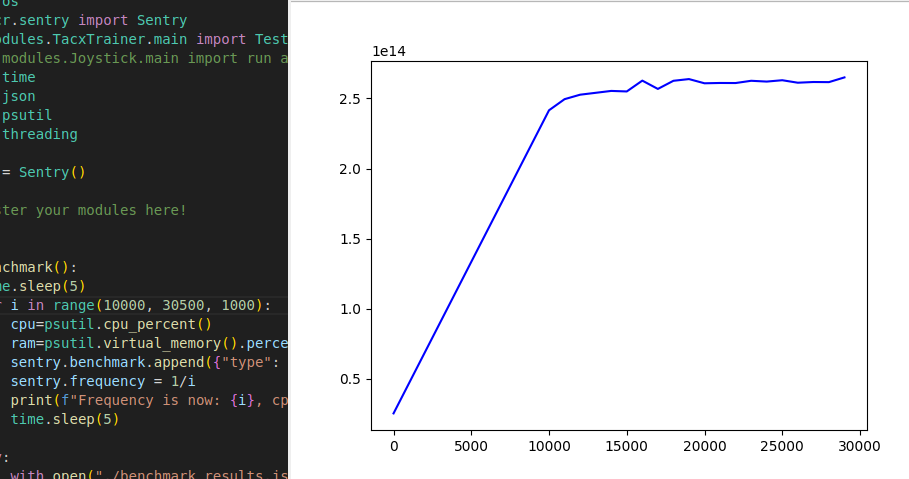 os
cr.sentry import Sentry
odules.TacxTrainer.main import Test
modules.Joystick.main import run a
time
json
psutil
threading
= Sentry()
ster your modules here!
nchmark():
me.sleep(5)
r i in range(10000, 30500, 1000):
cpu=psutil.cpu_percent()
ram=psutil.virtual_memory().perce
sentry.benchmark.append({"type":
sentry.frequency = 1/i
print(f"Frequency is now: {i}, cp
time.sleep(5)
y:
with open("./benchmark_results.js
1e14
2.5
2.0
1.5
1.0
0.5
0 5000 10000 15000 20000 25000 30000